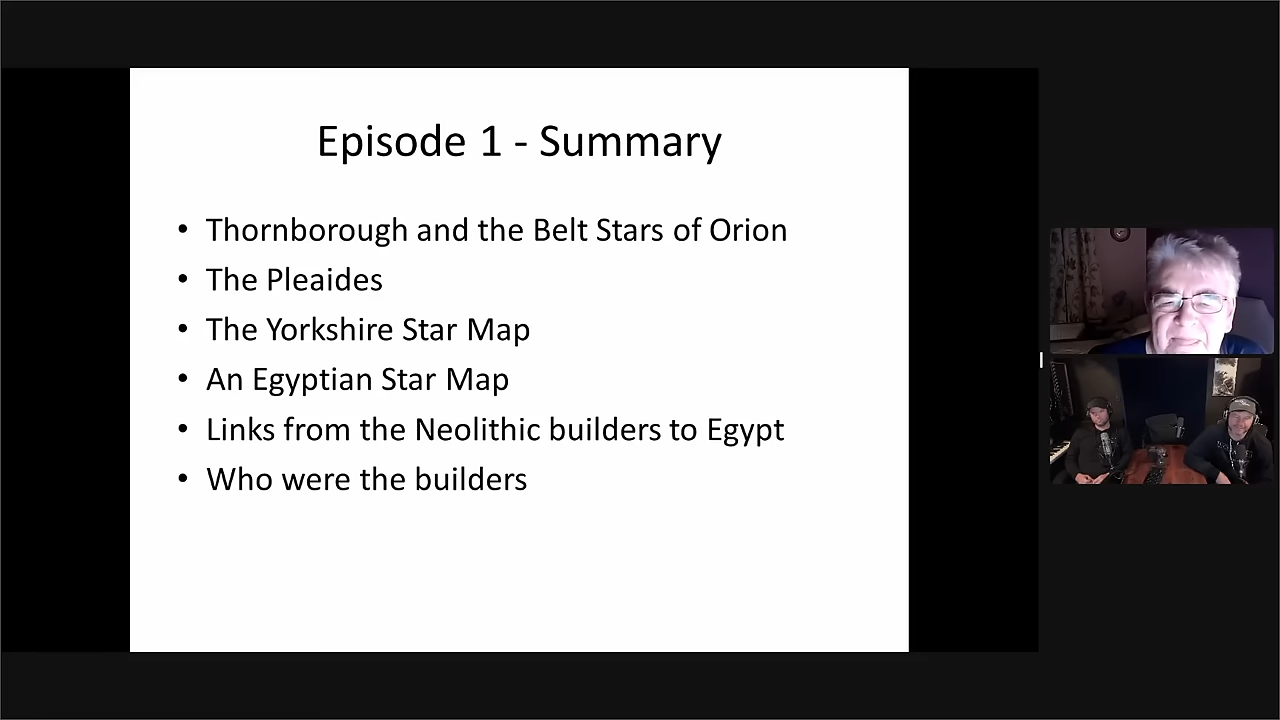 Episode 1 - Summary
• Thornborough and the Belt Stars of Orion
• The Pleaides
• The Yorkshire Star Map
• An Egyptian Star Map
• Links from the Neolithic builders to Egypt
• Who were the builders